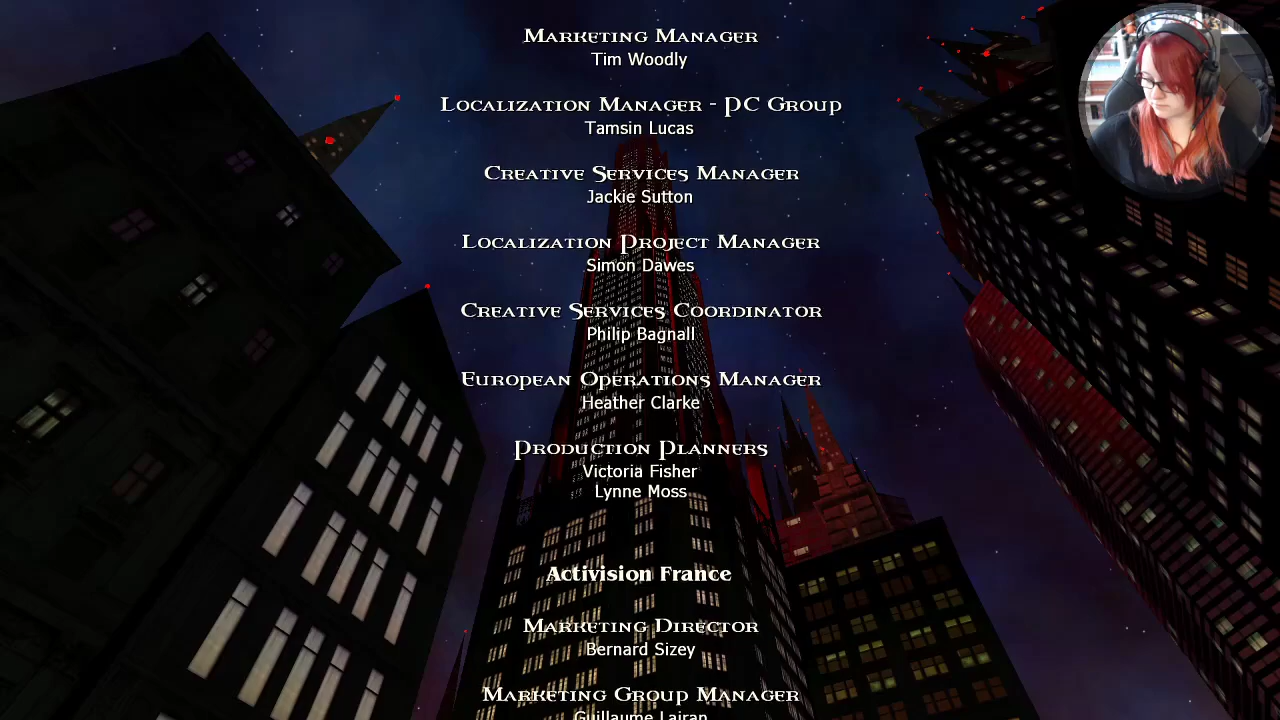 Marketing Manager
Tim Woodly
Localization Manager - PC Group
Tamsin Lucas
Creative Services Manager
Jackie Sutton
Localization Project Manager
Simon Dawes
Creative Services Coordinator
Philip Bagnall
European Operations Manager
Heather Clarke
Production Planners
Victoria Fisher
Lynne Moss
Activision France
Marketing Director
Bernard Sizey
Marketing Group Manager
Guillaume Lairan